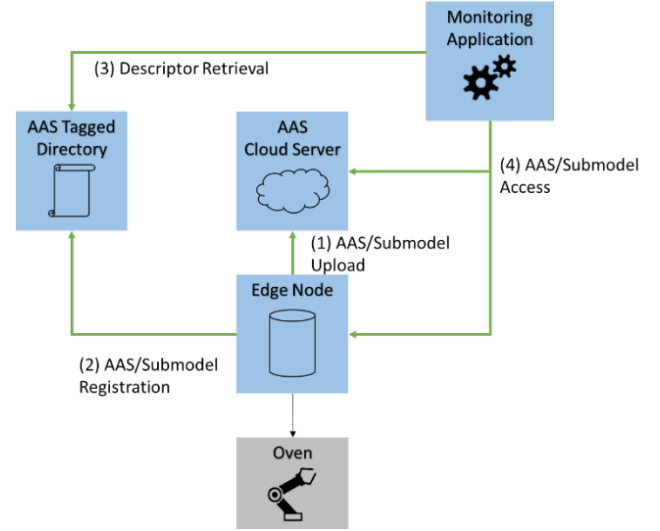 Monitoring
Application
(3) Descriptor Retrieval
AAS Tagged
Directory
AAS
Cloud Server
(4) AAS/Submodel
Access
(1) AAS/Submodel
Upload
Edge Node
(2) AAS/Submodel
Registration
Oven